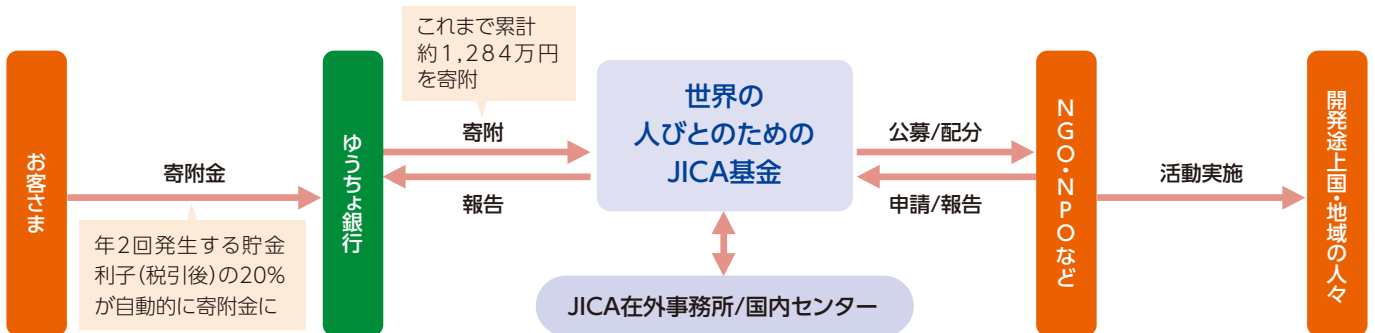 お客さま
寄附金
年2回発生する貯金
利子(税引後)の20%
が自動的に寄附金に
ゆうちょ銀行
これまで累計
約1,284万円
を寄附
寄附
報告
世界の
人びとのための
JICA基金
JICA在外事務所/国内センター
公募/配分
申請/報告
NGO・NPOなど
活動実施
開発途上国・地域の人々